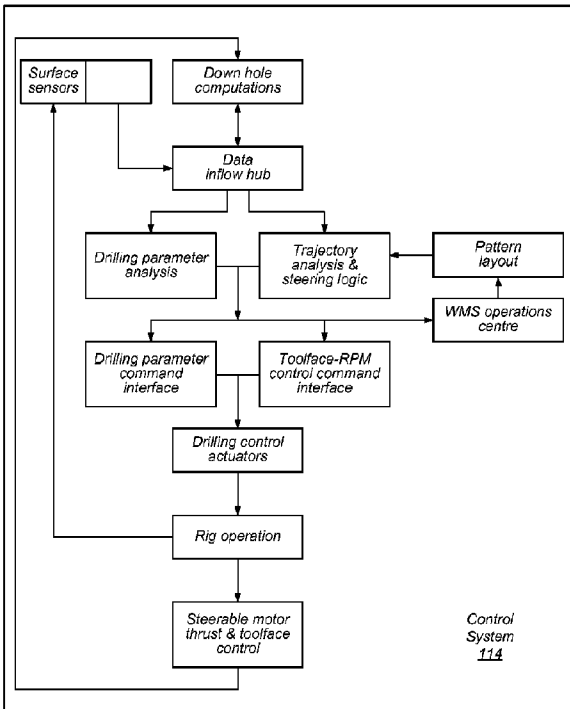 Surface
sensors
Down hole
computations
Data
inflow hub
Drilling parameter
analysis
Trajectory
analysis &
steering logic
Pattern
layout
WMS operations
centre
Drilling parameter
command
interface
Toolface-RPM
control command
interface
Drilling control
actuators
Rig operation
Steerable motor
thrust & toolface
control
Control
System
114